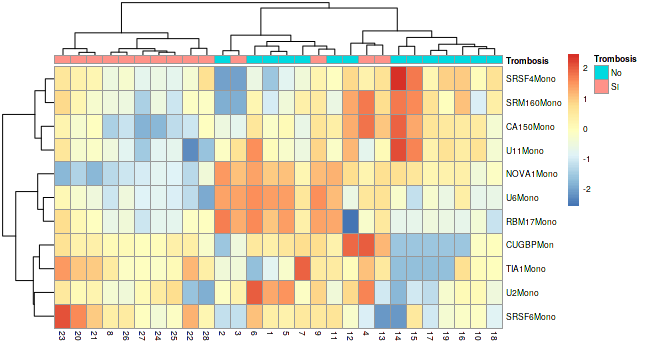 Trombosis
SRSF4Mono
SRM160Mono
CA150Mono
U11Mono
NOVA1Mono
U6Mono
RBM17Mono
CUGBPMon
TIA1Mono
U2Mono
SRSF6Mono
23 20 21 8 26 27 24 25 22 28 2 3 6 1 5 7 9 11 12 4 13 14 15 17 19 16 10 18
2
1
0
-1
-2
Trombosis
No
SI